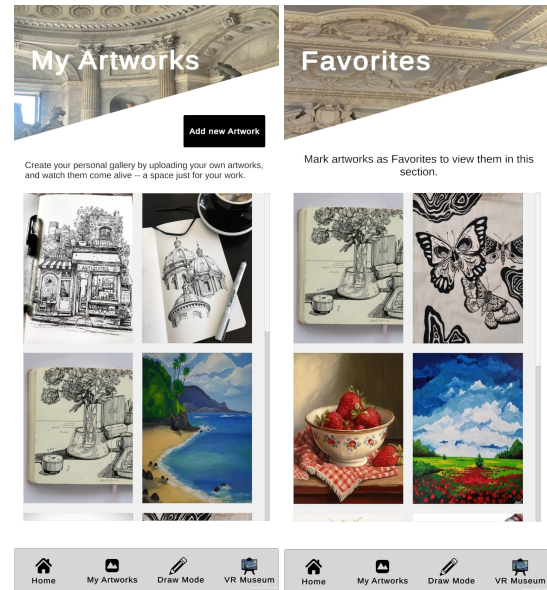 My Artworks
Add new Artwork
Create your personal gallery by uploading your own artworks,
and watch them come alive -- a space just for your work.
ANTIQUITES
Home
My Artworks
Draw Mode
VR Museum
Favorites
Mark artworks as Favorites to view them in this
section.
Home
My Artworks
Draw Mode
VR Museum